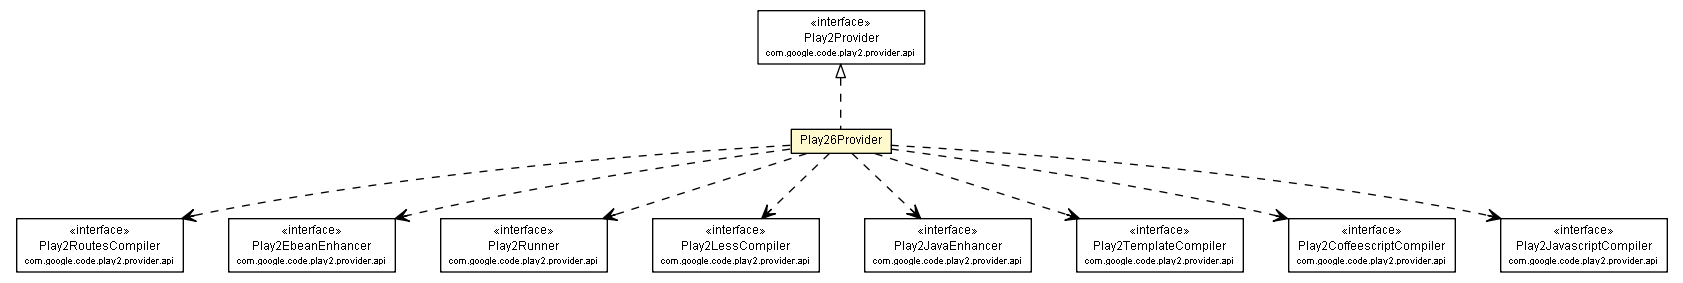 «interface»
Play2Provider
com.google.code.play2.provider.api
Play26Provider
«interface»
Play2RoutesCompiler
com.google.code.play2.provider.api
«interface»
Play2EbeanEnhancer
com.google.code.play2.provider.api
«interface»
Play2Runner
com.google.code.play2.provider.api
«interface»
Play2LessCompiler
com.google.code.play2.provider.api
«interface»
Play2JavaEnhancer
com.google.code.play2.provider.api
«interface»
Play2TemplateCompiler
com.google.code.play2.provider.api
«interface»
Play2CoffeescriptCompiler
com.google.code.play2.provider.api
«interface»
Play2JavascriptCompiler
com.google.code.play2.provider.api